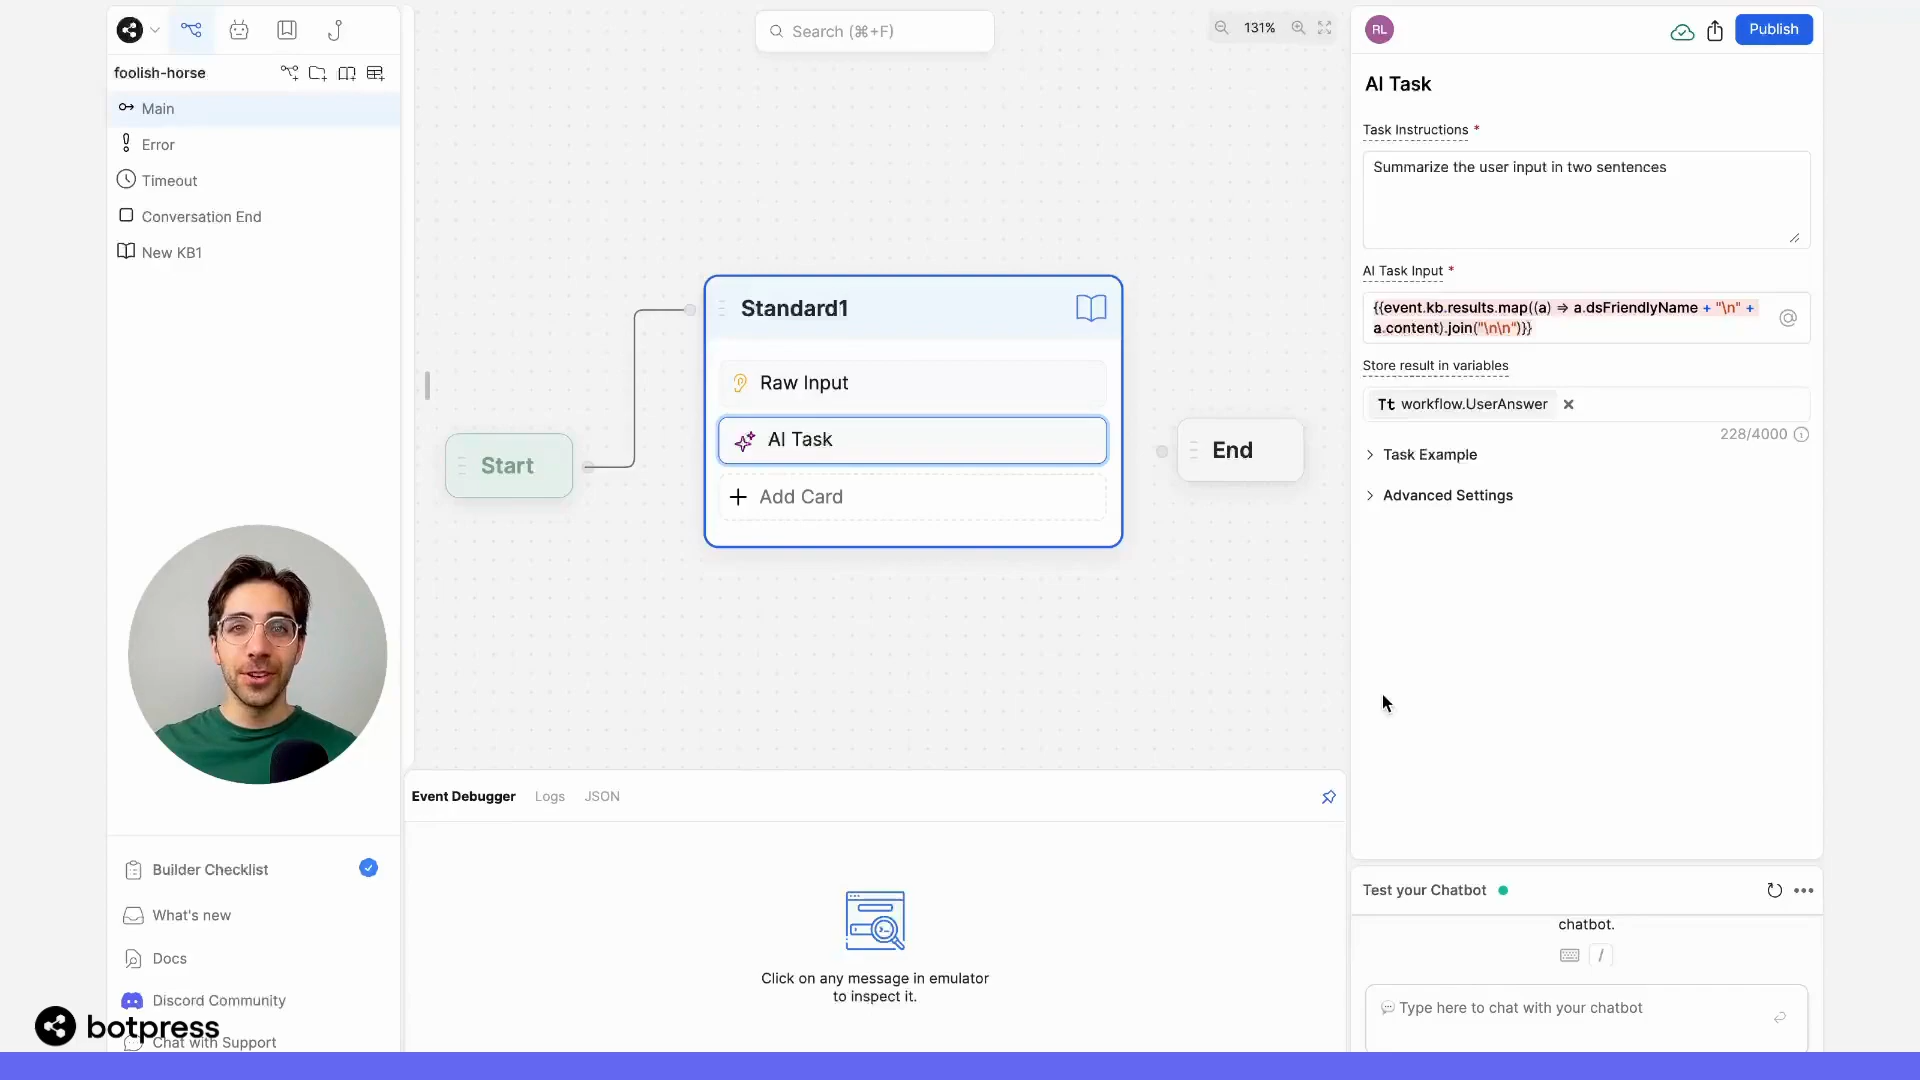 foolish-horse
Main
Error
Timeout
Conversation End
New KB1
Builder Checklist
What's new
Docs
Discord Community
Chat with Support
botpress
Search (⌘+F)
131%
Start
Standard1
Raw Input
AI Task
Add Card
End
Event Debugger
Logs
JSON
Click on any message in emulator
to inspect it.
RL
Publish
AI Task
Task Instructions *
Summarize the user input in two sentences
AI Task Input *
{{event.kb.results.map((a) => a.dsFriendlyName + "\n" +
a.content).join("\n\n")}}
@
Store result in variables
Tt workflow.UserAnswer
228/4000
Task Example
Advanced Settings
Test your Chatbot
chatbot.
/
Type here to chat with your chatbot